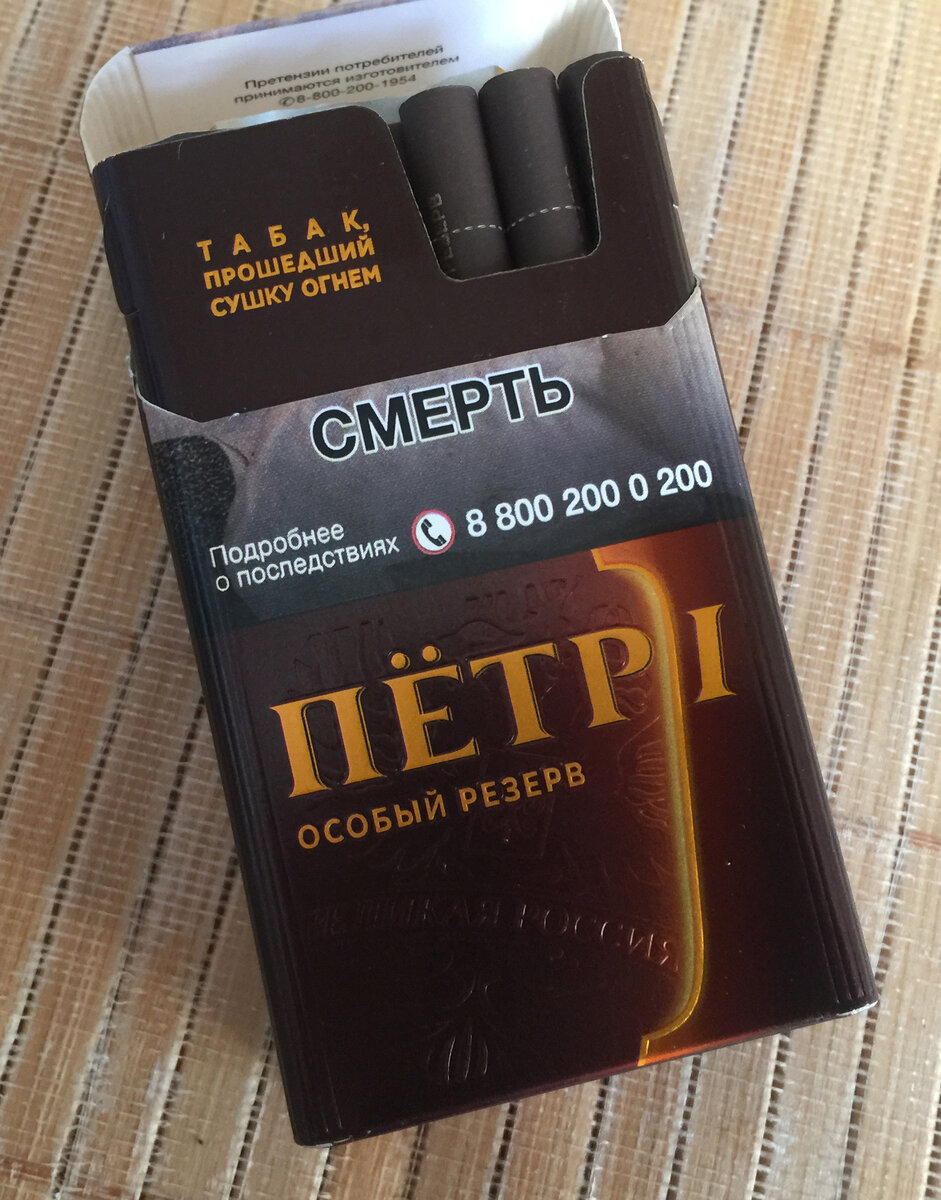 Претензии потребителей
принимаются изготовителем
✆8-800-200-1954
ТАБАК,
ПРОШЕДШИЙ
СУШКУ ОГНЕМ
СМЕРТЬ
Подробнее
о последствиях
8 800 200 0 200
ПЁТР I
ОСОБЫЙ РЕЗЕРВ
РОССИЯ